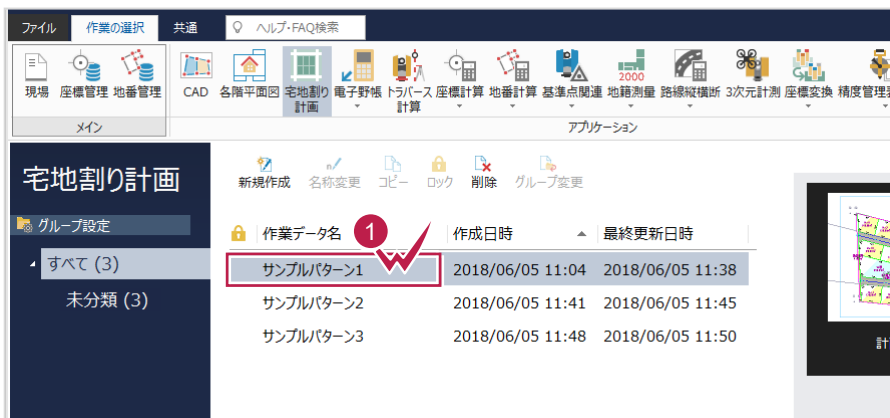 ファイル 作業の選択 共通 ヘルプ・FAQ検索
現場 座標管理 地番管理 CAD 各階平面図 宅地割り計画 電子野帳 トラバース計算 座標計算 地番計算 基準点関連 2000 地籍測量 路線縦横断 3次元計測 座標変換 精度管理
メイン アプリケーション
宅地割り計画
新規作成 名称変更 コピー ロック 削除 グループ変更
グループ設定
作業データ名 1 作成日時 最終更新日時
すべて (3)
サンプルパターン1 2018/06/05 11:04 2018/06/05 11:38
未分類 (3)
サンプルパターン2 2018/06/05 11:41 2018/06/05 11:45
サンプルパターン3 2018/06/05 11:48 2018/06/05 11:50
計